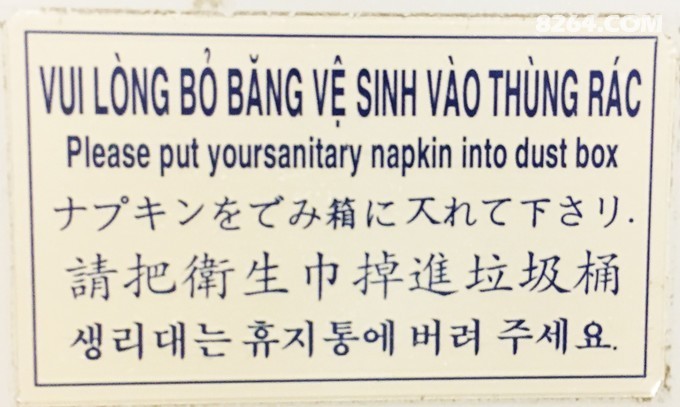 8264.COM
VUI LÒNG BỎ BĂNG VỆ SINH VÀO THÙNG RÁC
Please put yoursanitary napkin into dust box
ナプキンをでみ箱に入れて下さリ.
請把衛生巾掉進垃圾桶
생리대는 휴지통에 버려 주세요.